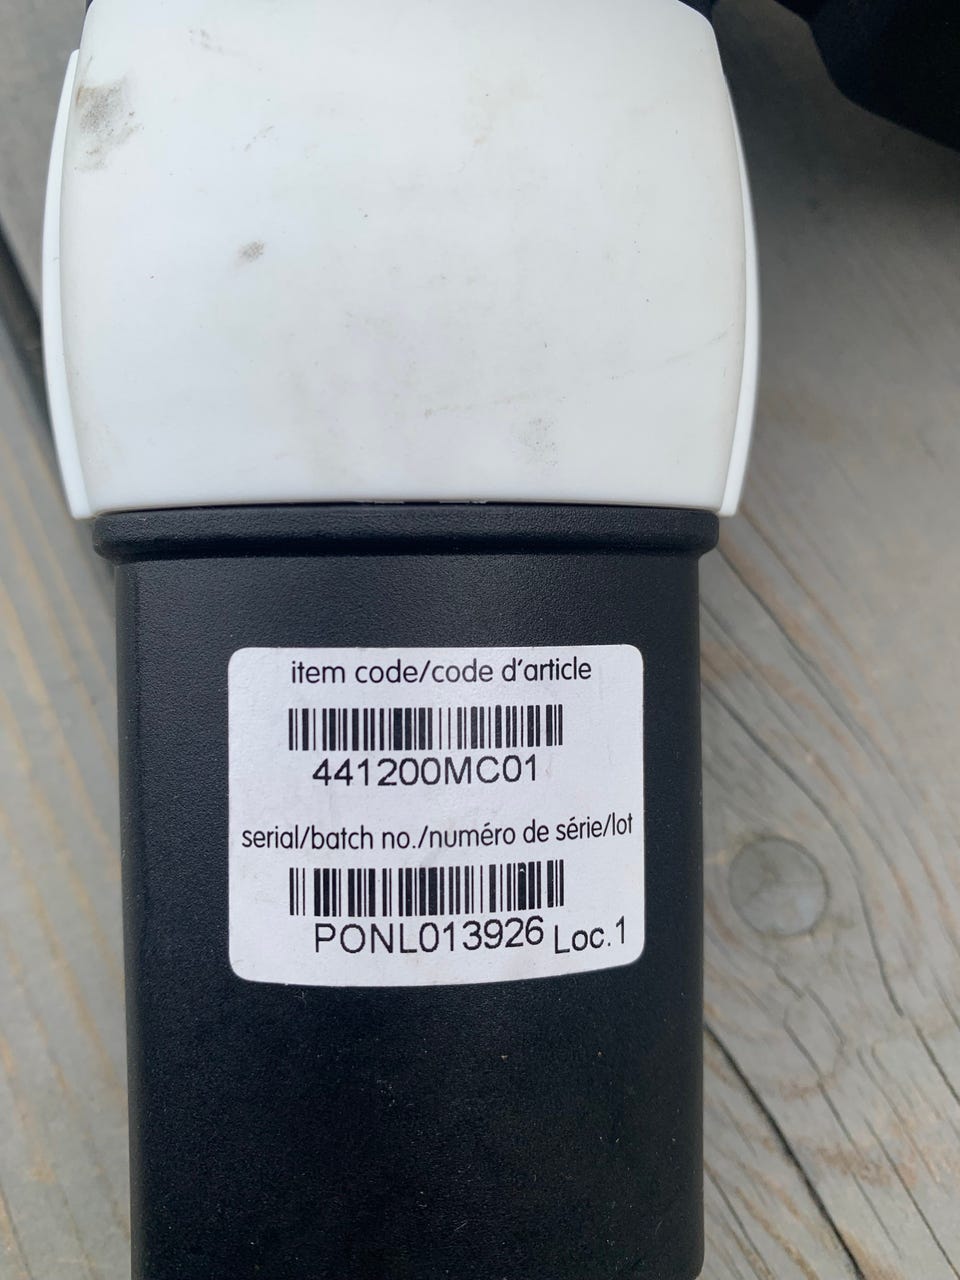 item code/code d'article
441200MC01
serial/batch no./numéro de série/lot
PONL013926 Loc.1